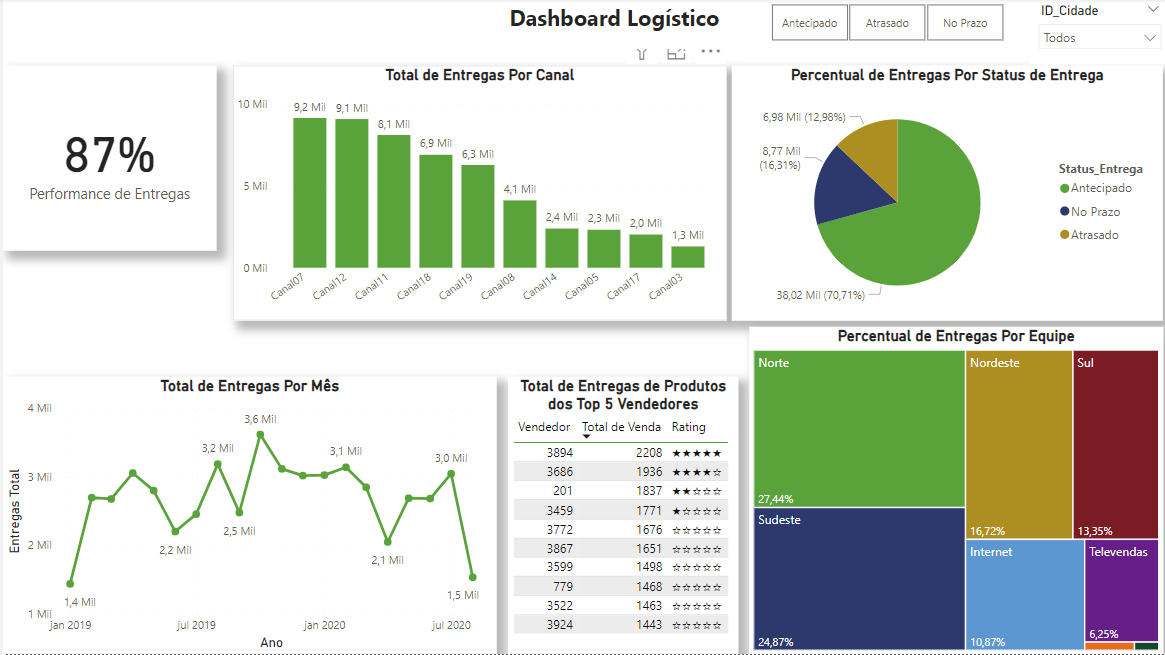 Dashboard Logístico
Antecipado
Atrasado
No Prazo
ID_Cidade
Todos
87%
Performance de Entregas
Total de Entregas Por Canal
10 Mil
5 Mil
0 Mil
9,2 Mil
9,1 Mil
8,1 Mil
6,9 Mil
6,3 Mil
4,1 Mil
2,4 Mil
2,3 Mil
2,0 Mil
1,3 Mil
Canal07
Canal12
Canal11
Canal18
Canal19
Canal08
Canal14
Canal05
Canal17
Canal03
Percentual de Entregas Por Status de Entrega
6,98 Mil (12,98%)
8,77 Mil
(16,31%)
38,02 Mil (70,71%)
Status_Entrega
Antecipado
No Prazo
Atrasado
Total de Entregas Por Mês
Entregas Total
4 Mil
3 Mil
2 Mil
1 Mil
1,4 Mil
2,2 Mil
3,2 Mil
2,5 Mil
3,6 Mil
3,1 Mil
2,1 Mil
3,0 Mil
1,5 Mil
jan 2019
jul 2019
jan 2020
jul 2020
Ano
Total de Entregas de Produtos
dos Top 5 Vendedores
Vendedor Total de Venda Rating
3894 2208 ★★★★★
3686 1936 ★★★★☆
201 1837 ★★☆☆☆
3459 1771 ★☆☆☆☆
3772 1676 ☆☆☆☆☆
3867 1651 ☆☆☆☆☆
3599 1498 ☆☆☆☆☆
779 1468 ☆☆☆☆☆
3522 1463 ☆☆☆☆☆
3924 1443 ☆☆☆☆☆
Percentual de Entregas Por Equipe
Norte
27,44%
Nordeste
16,72%
Sul
13,35%
Sudeste
24,87%
Internet
10,87%
Televendas
6,25%